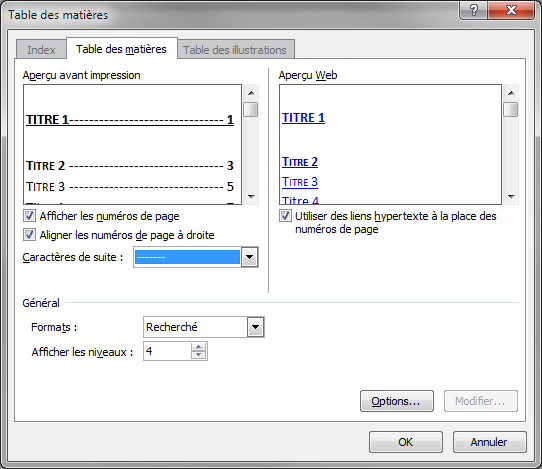 Table des matières
?
Index
Table des matières
Table des illustrations
Aperçu avant impression
TITRE 1------------------------------- 1
TITRE 2 ------------------------------- 3
TITRE 3 ------------------------------- 5
Afficher les numéros de page
Aligner les numéros de page à droite
Caractères de suite :
-------
Aperçu Web
TITRE 1
TITRE 2
TITRE 3
Titre 4
Utiliser des liens hypertexte à la place des
numéros de page
Général
Formats :
Recherché
Afficher les niveaux :
4
Options...
Modifier...
OK
Annuler